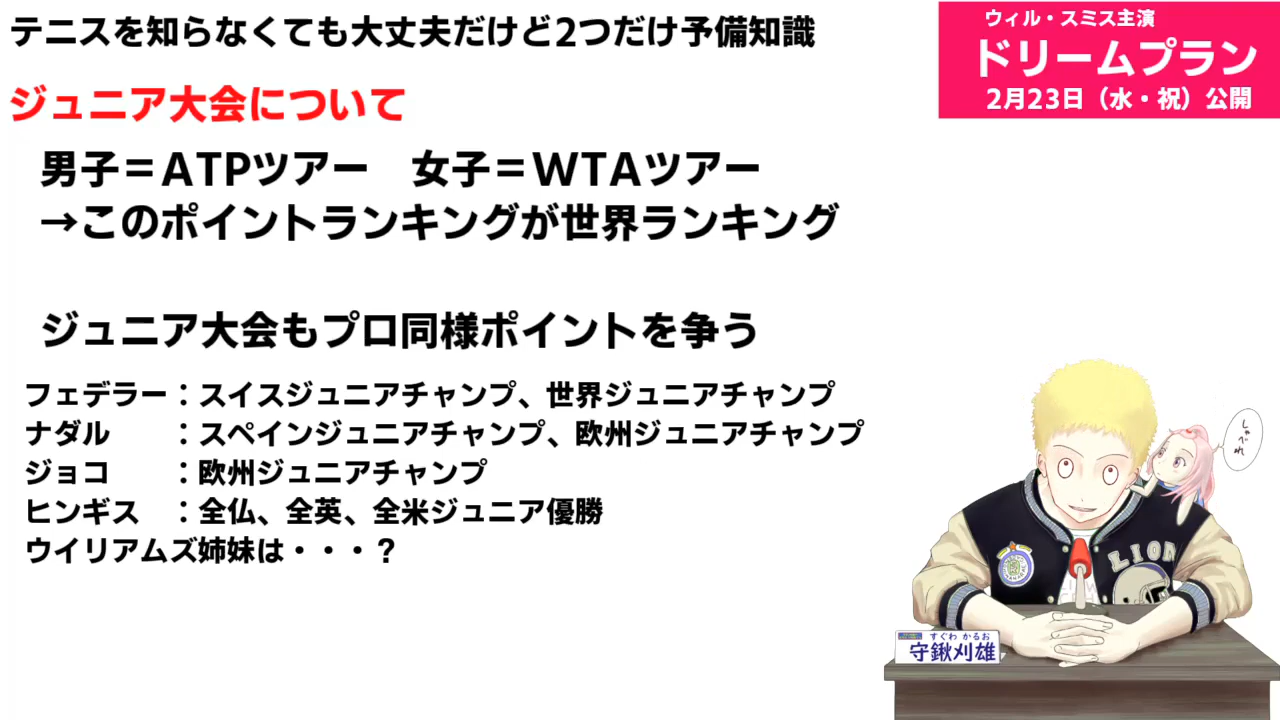 テニスを知らなくても大丈夫だけど2つだけ予備知識
ウィル・スミス主演
ドリームプラン
2月23日（水・祝）公開
ジュニア大会について
男子＝ATPツアー　女子＝WTAツアー
→このポイントランキングが世界ランキング
ジュニア大会もプロ同様ポイントを争う
フェデラー：スイスジュニアチャンプ、世界ジュニアチャンプ
ナダル　　：スペインジュニアチャンプ、欧州ジュニアチャンプ
ジョコ　　：欧州ジュニアチャンプ
ヒンギス　：全仏、全英、全米ジュニア優勝
ウイリアムズ姉妹は・・・？
しゃべれ
LION
すぐわ かるお
守鍬刈雄